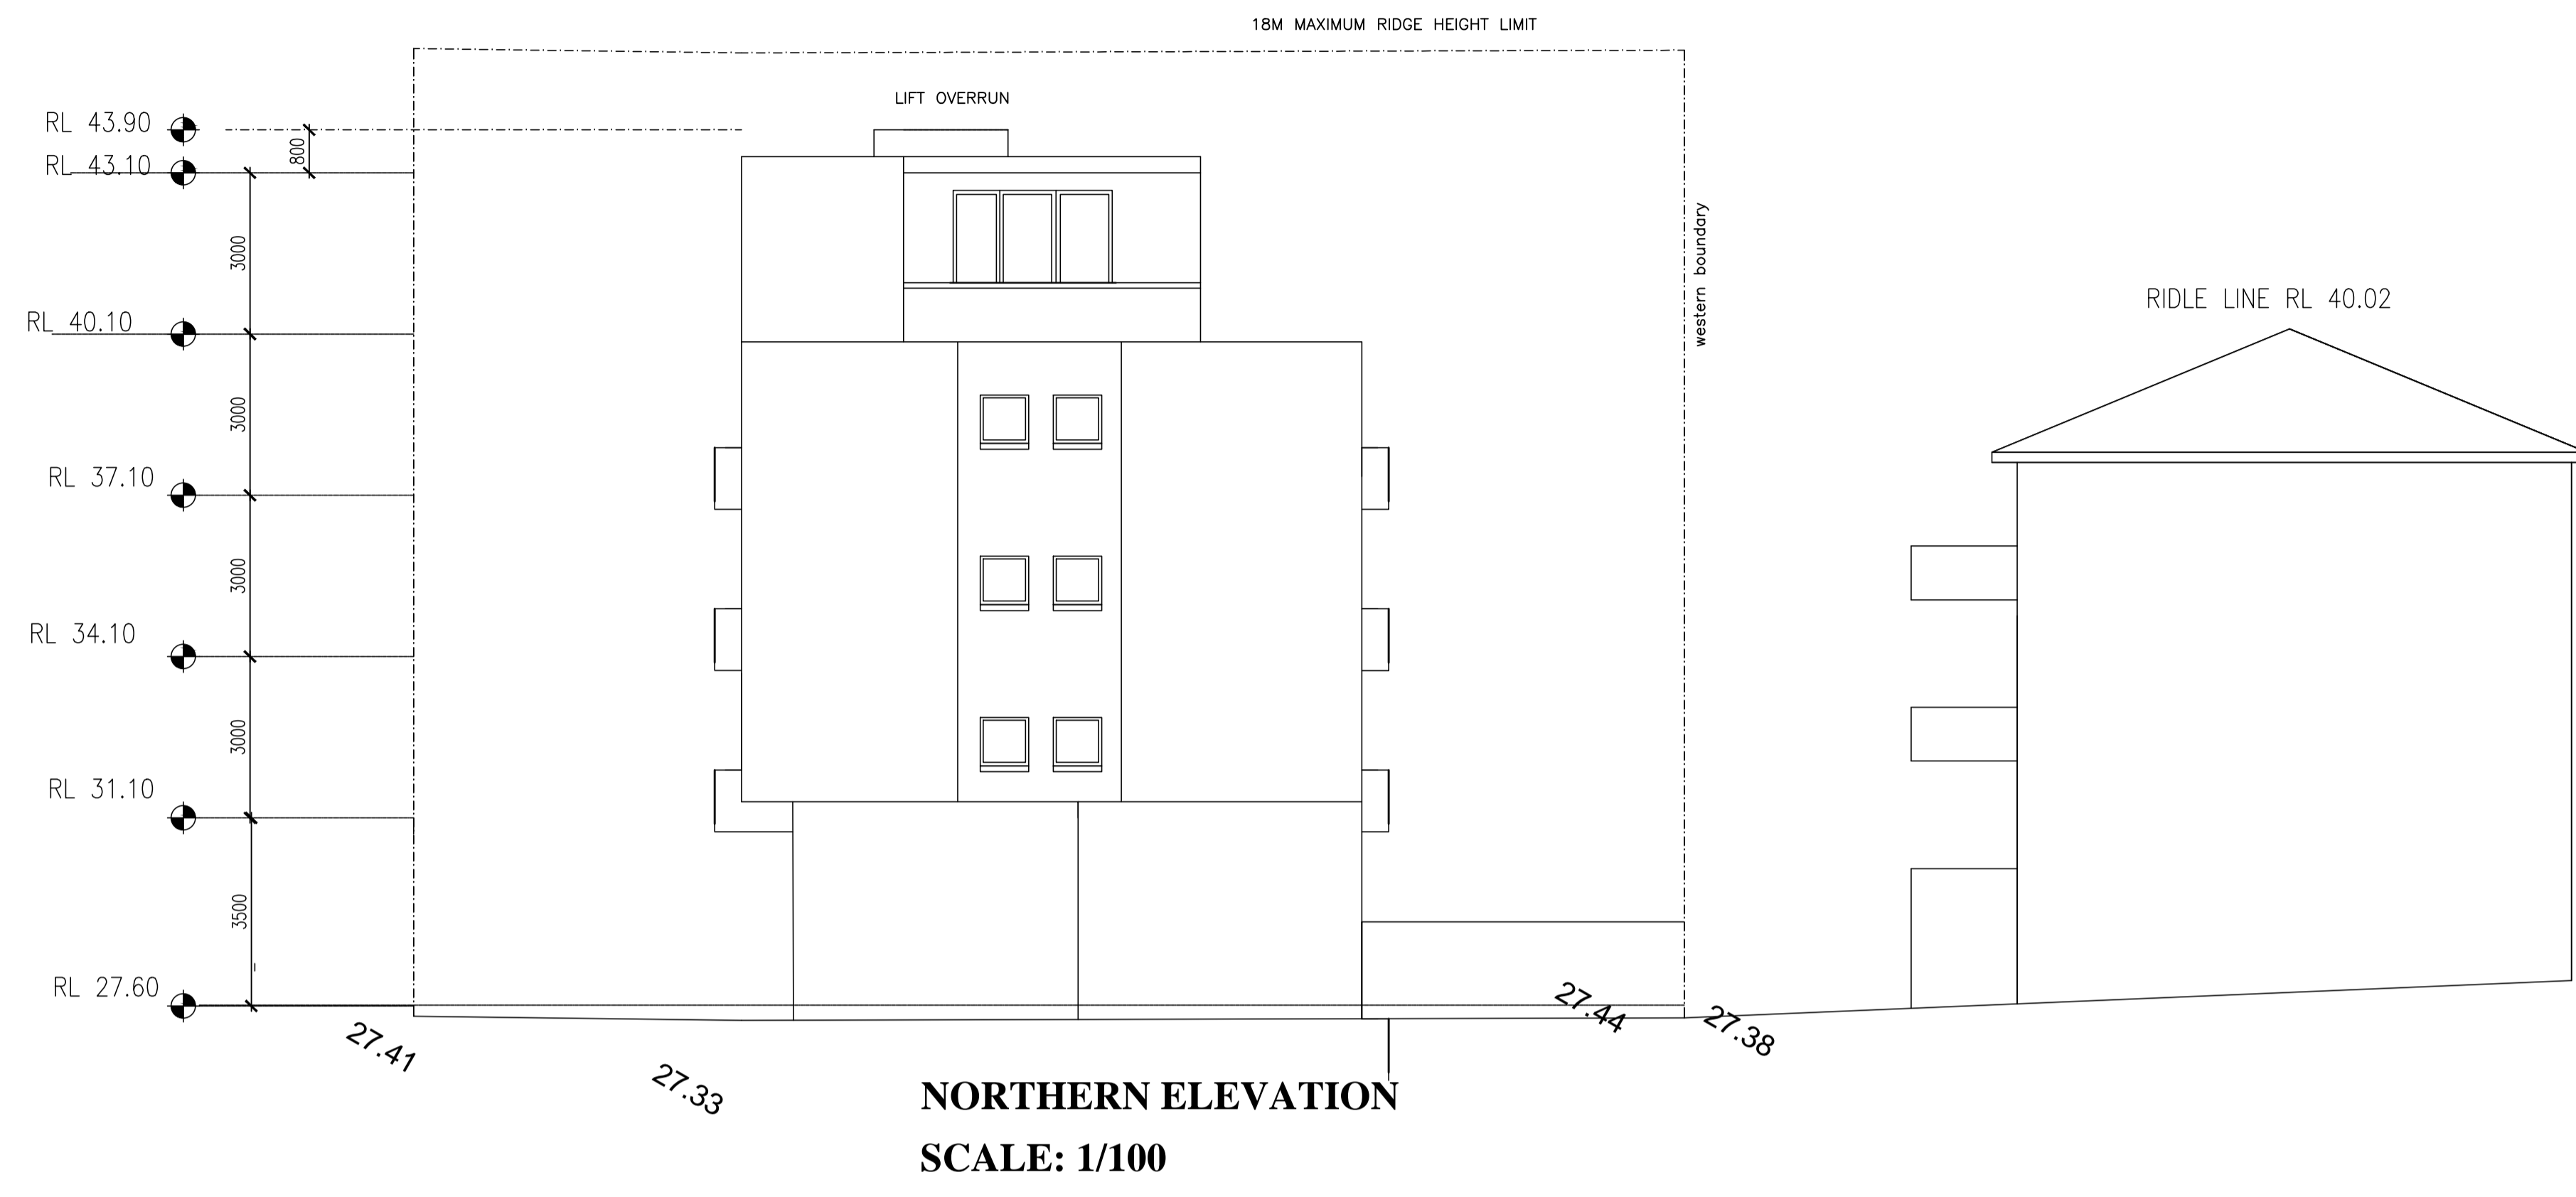 18M MAXIMUM RIDGE HEIGHT LIMIT
LIFT OVERRUN
RL 43.90
800
RL 43.10
3000
western boundary
RIDLE LINE RL 40.02
RL 40.10
3000
RL 37.10
3000
RL 34.10
3000
RL 31.10
3500
RL 27.60
27.41
27.33
27.44
27.38
NORTHERN ELEVATION
SCALE: 1/100